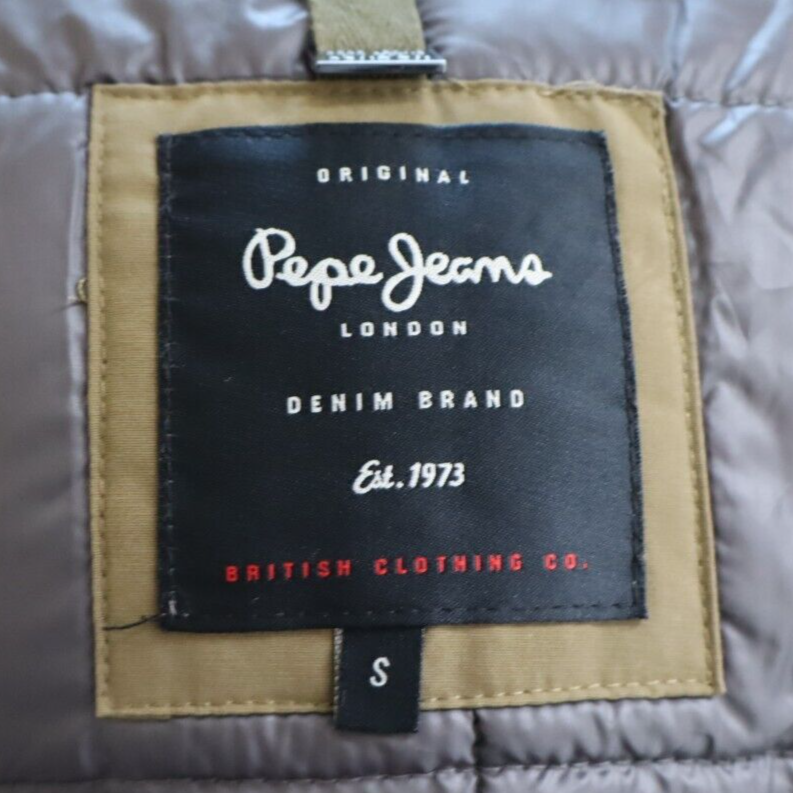 ORIGINAL
Pepe Jeans
LONDON
DENIM BRAND
Est. 1973
BRITISH CLOTHING CO.
S